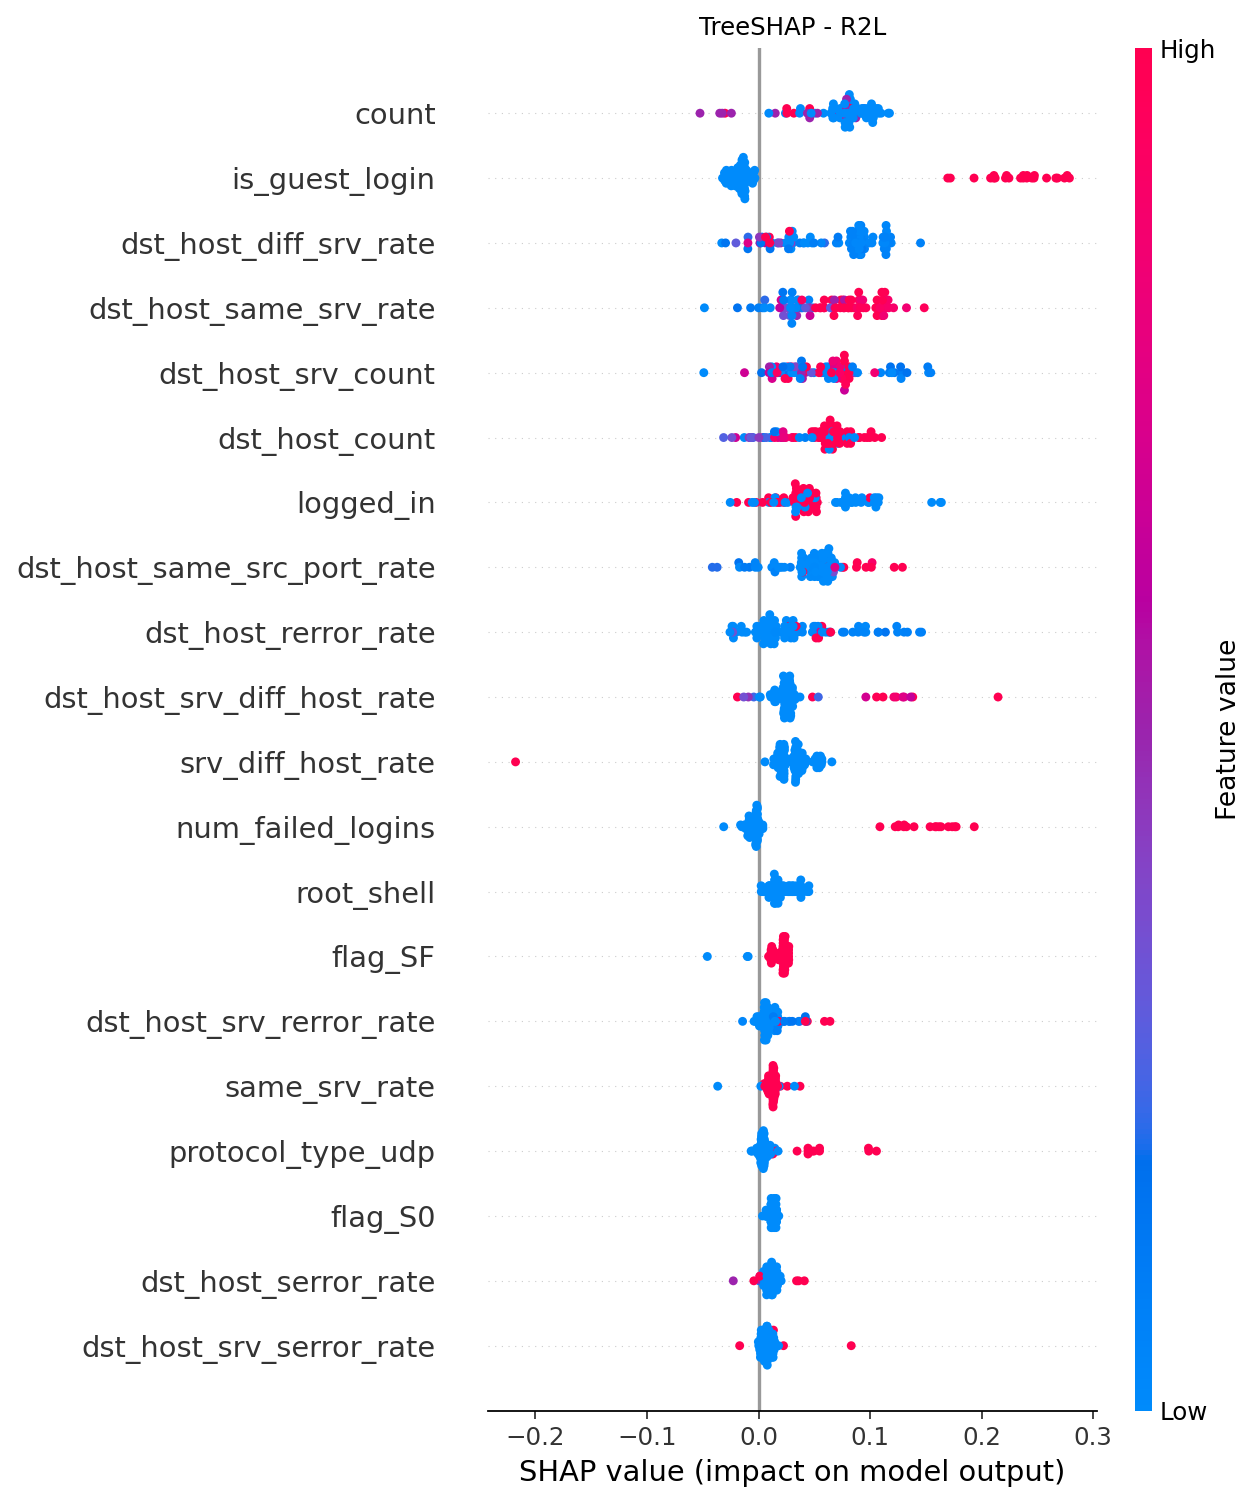 TreeSHAP - R2L
High
count
is_guest_login
dst_host_diff_srv_rate
dst_host_same_srv_rate
dst_host_srv_count
dst_host_count
logged_in
dst_host_same_src_port_rate
dst_host_rerror_rate
dst_host_srv_diff_host_rate
srv_diff_host_rate
num_failed_logins
root_shell
flag_SF
dst_host_srv_rerror_rate
same_srv_rate
protocol_type_udp
flag_S0
dst_host_serror_rate
dst_host_srv_serror_rate
Feature value
Low
−0.2 −0.1 0.0 0.1 0.2 0.3
SHAP value (impact on model output)